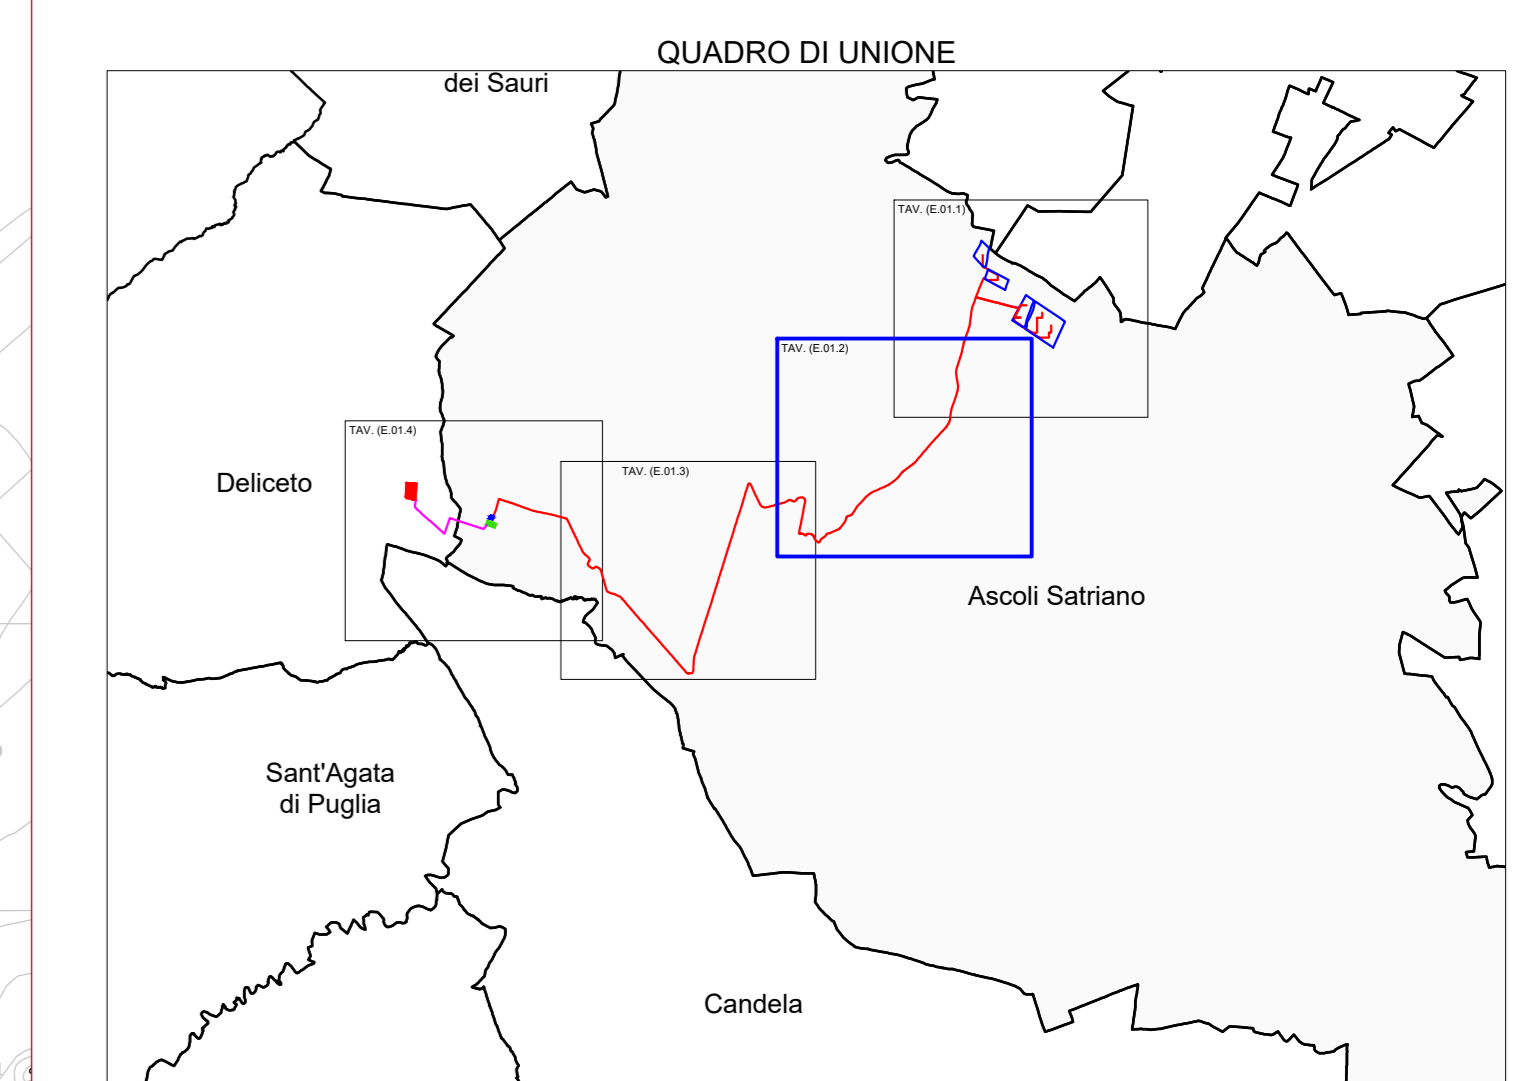 QUADRO DI UNIONE
dei Sauri
TAV. (E.01.1)
TAV. (E.01.2)
TAV. (E.01.4)
TAV. (E.01.3)
Deliceto
Ascoli Satriano
Sant'Agata
di Puglia
Candela